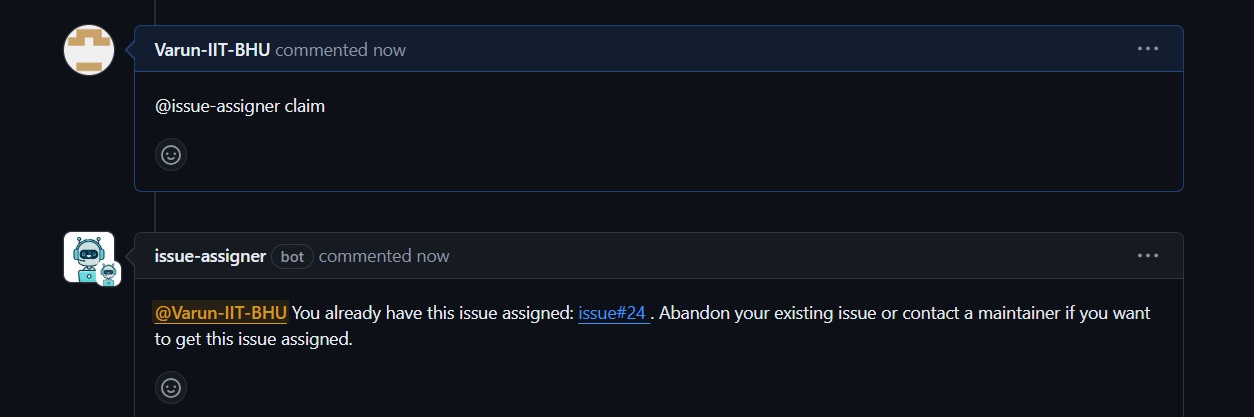 Varun-IIT-BHU commented now
@issue-assigner claim
issue-assigner bot commented now
@Varun-IIT-BHU You already have this issue assigned: issue#24 . Abandon your existing issue or contact a maintainer if you want
to get this issue assigned.